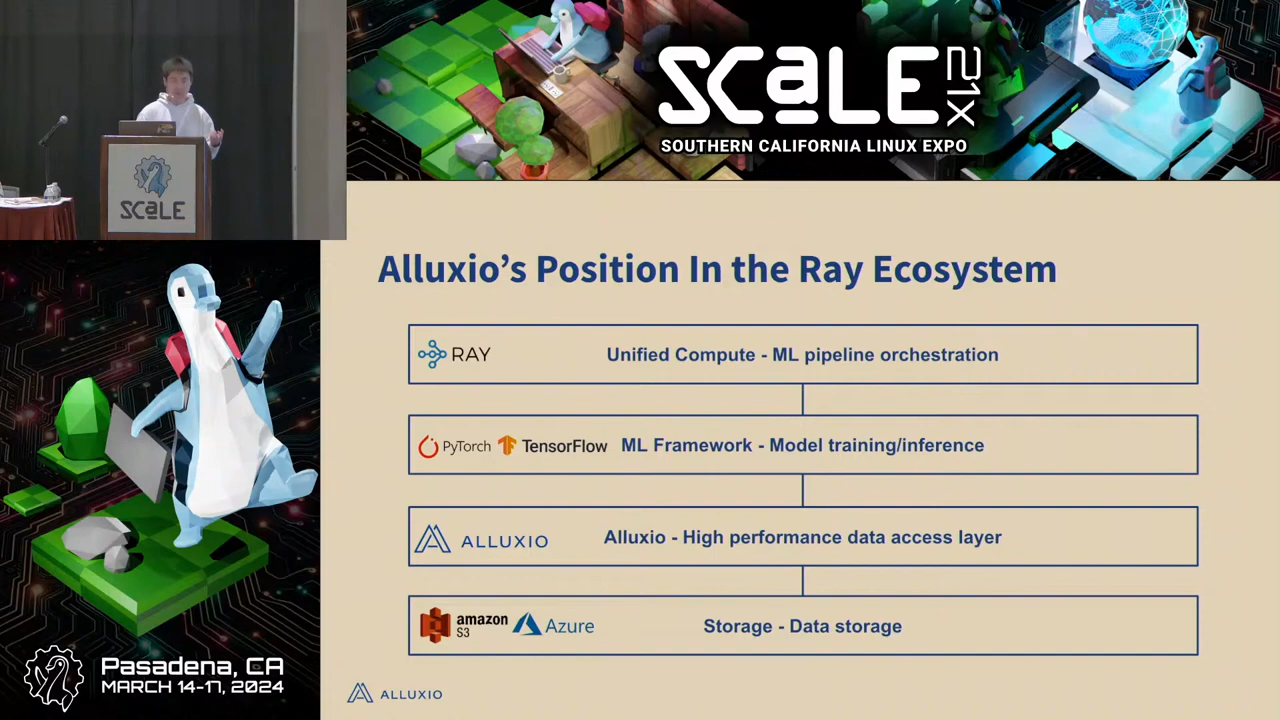 SCALE 21X
SOUTHERN CALIFORNIA LINUX EXPO
SCALE
Alluxio's Position In the Ray Ecosystem
RAY
Unified Compute - ML pipeline orchestration
PyTorch TensorFlow
ML Framework - Model training/inference
ALLUXIO
Alluxio - High performance data access layer
amazon S3 Azure
Storage - Data storage
ALLUXIO
Pasadena, CA
MARCH 14-17, 2024